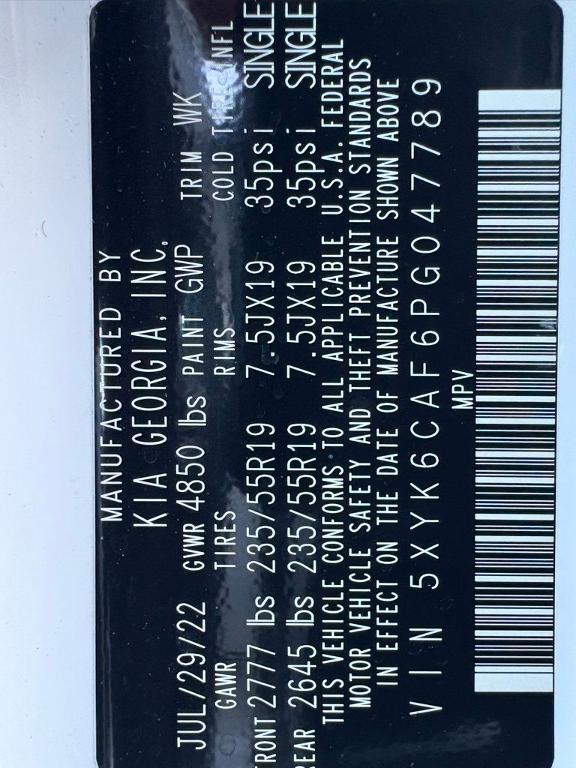 MANUFACTURED BY
KIA GEORGIA, INC.
JUL/29/22 GVWR 4850 lbs PAINT GWP TRIM WK
GAWR TIRES RIMS COLD TIRE INFL
FRONT 2777 lbs 235/55R19 7.5JX19 35psi SINGLE
REAR 2645 lbs 235/55R19 7.5JX19 35psi SINGLE
THIS VEHICLE CONFORMS TO ALL APPLICABLE U.S.A. FEDERAL
MOTOR VEHICLE SAFETY AND THEFT PREVENTION STANDARDS
IN EFFECT ON THE DATE OF MANUFACTURE SHOWN ABOVE
VIN 5XYK6CAF6PG047789
MPV